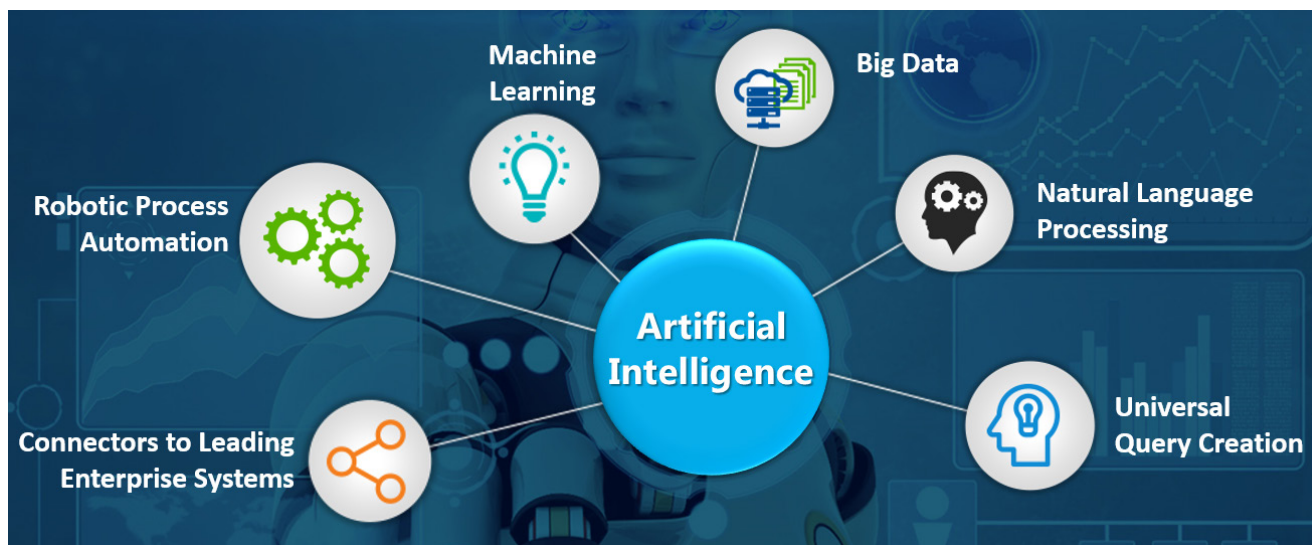 Machine
Learning
Big Data
Robotic Process
Automation
Natural Language
Processing
Artificial
Intelligence
Connectors to Leading
Enterprise Systems
Universal
Query Creation